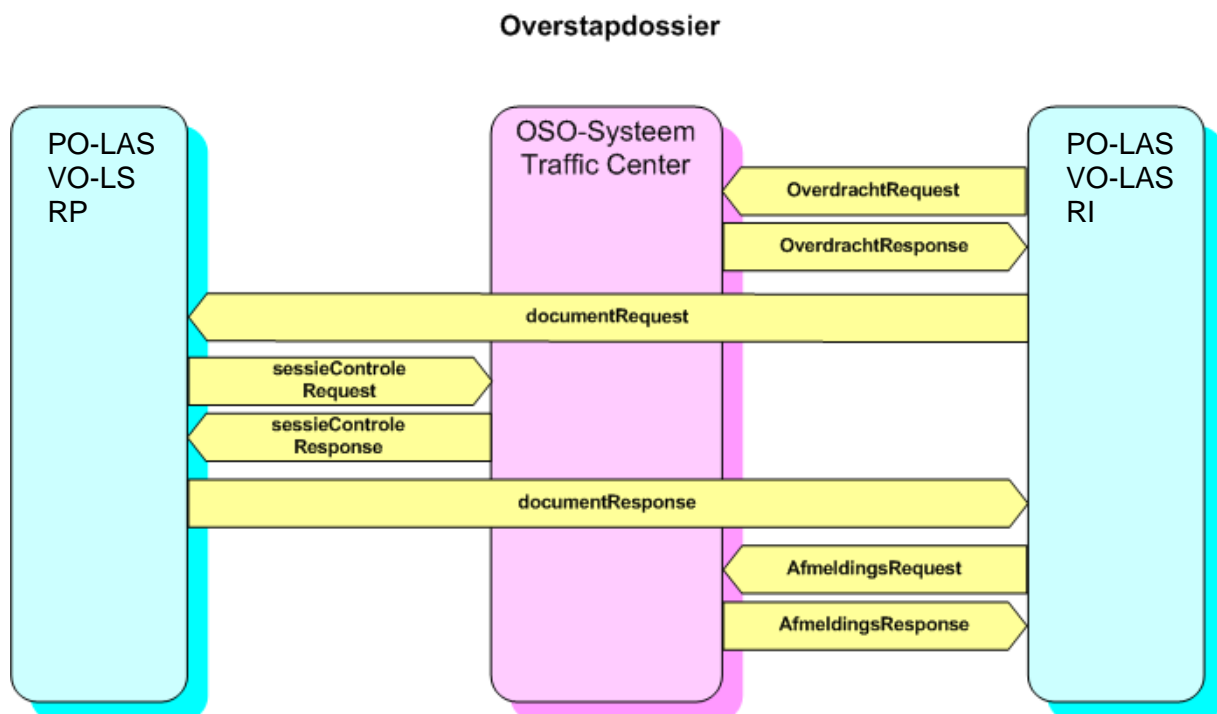 Overstapdossier
PO-LAS
VO-LS
RP
OSO-Systeem
Traffic Center
PO-LAS
VO-LAS
RI
OverdrachtRequest
OverdrachtResponse
documentRequest
sessieControle
Request
sessieControle
Response
documentResponse
AfmeldingsRequest
AfmeldingsResponse